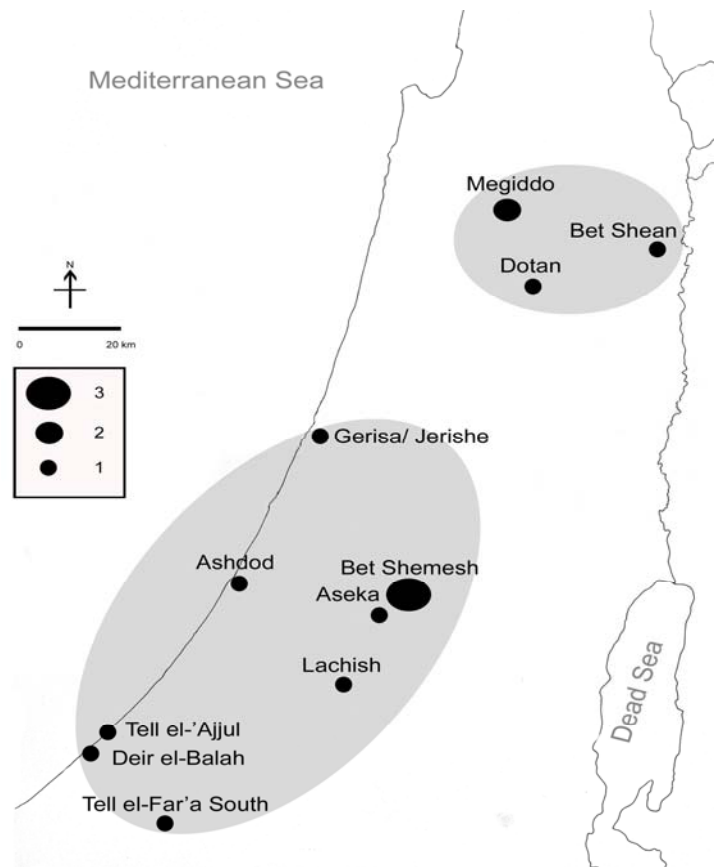 Mediterranean Sea
Megiddo
Bet Shean
Dotan
N
0 20 km
3
2
1
Gerisa/ Jerishe
Ashdod
Bet Shemesh
Aseka
Lachish
Dead Sea
Tell el-'Ajjul
Deir el-Balah
Tell el-Far'a South